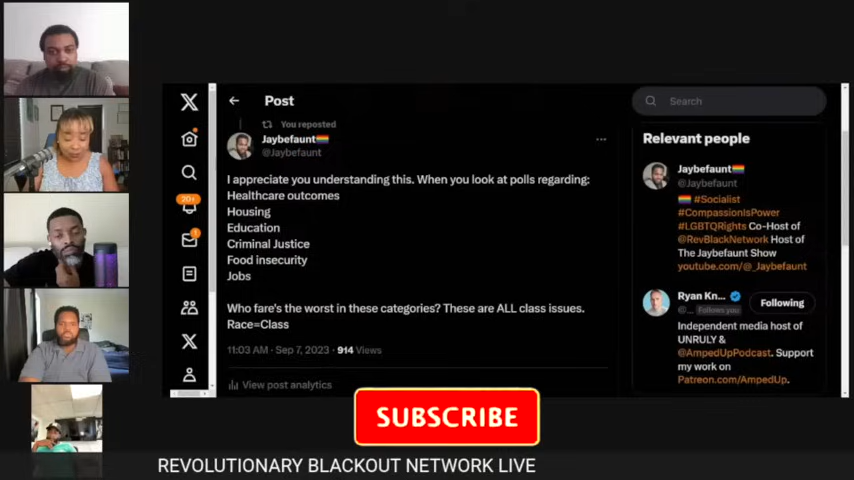 Post
Search
You reposted
Jaybefaunt
@Jaybefaunt
I appreciate you understanding this. When you look at polls regarding:
Healthcare outcomes
Housing
Education
Criminal Justice
Food insecurity
Jobs
Who fare's the worst in these categories? These are ALL class issues.
Race=Class
11:03 AM · Sep 7, 2023 · 914 Views
View post analytics
20+
Relevant people
Jaybefaunt
@Jaybefaunt
#Socialist
#CompassionIsPower
#LGBTQRights Co-Host of
@RevBlackNetwork Host of
The Jaybefaunt Show
youtube.com/@_Jaybefaunt
Ryan Kn...
@_... Follows you
Following
Independent media host of
UNRULY &
@AmpedUpPodcast. Support
my work on
Patreon.com/AmpedUp.
SUBSCRIBE
REVOLUTIONARY BLACKOUT NETWORK LIVE